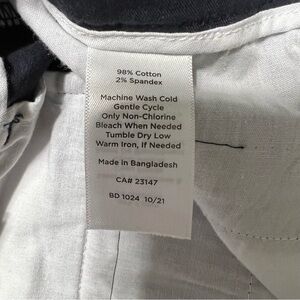 98% Cotton
2% Spandex
Machine Wash Cold
Gentle Cycle
Only Non-Chlorine
Bleach When Needed
Tumble Dry Low
Warm Iron, If Needed
Made in Bangladesh
CA# 23147
BD 1024 10/21